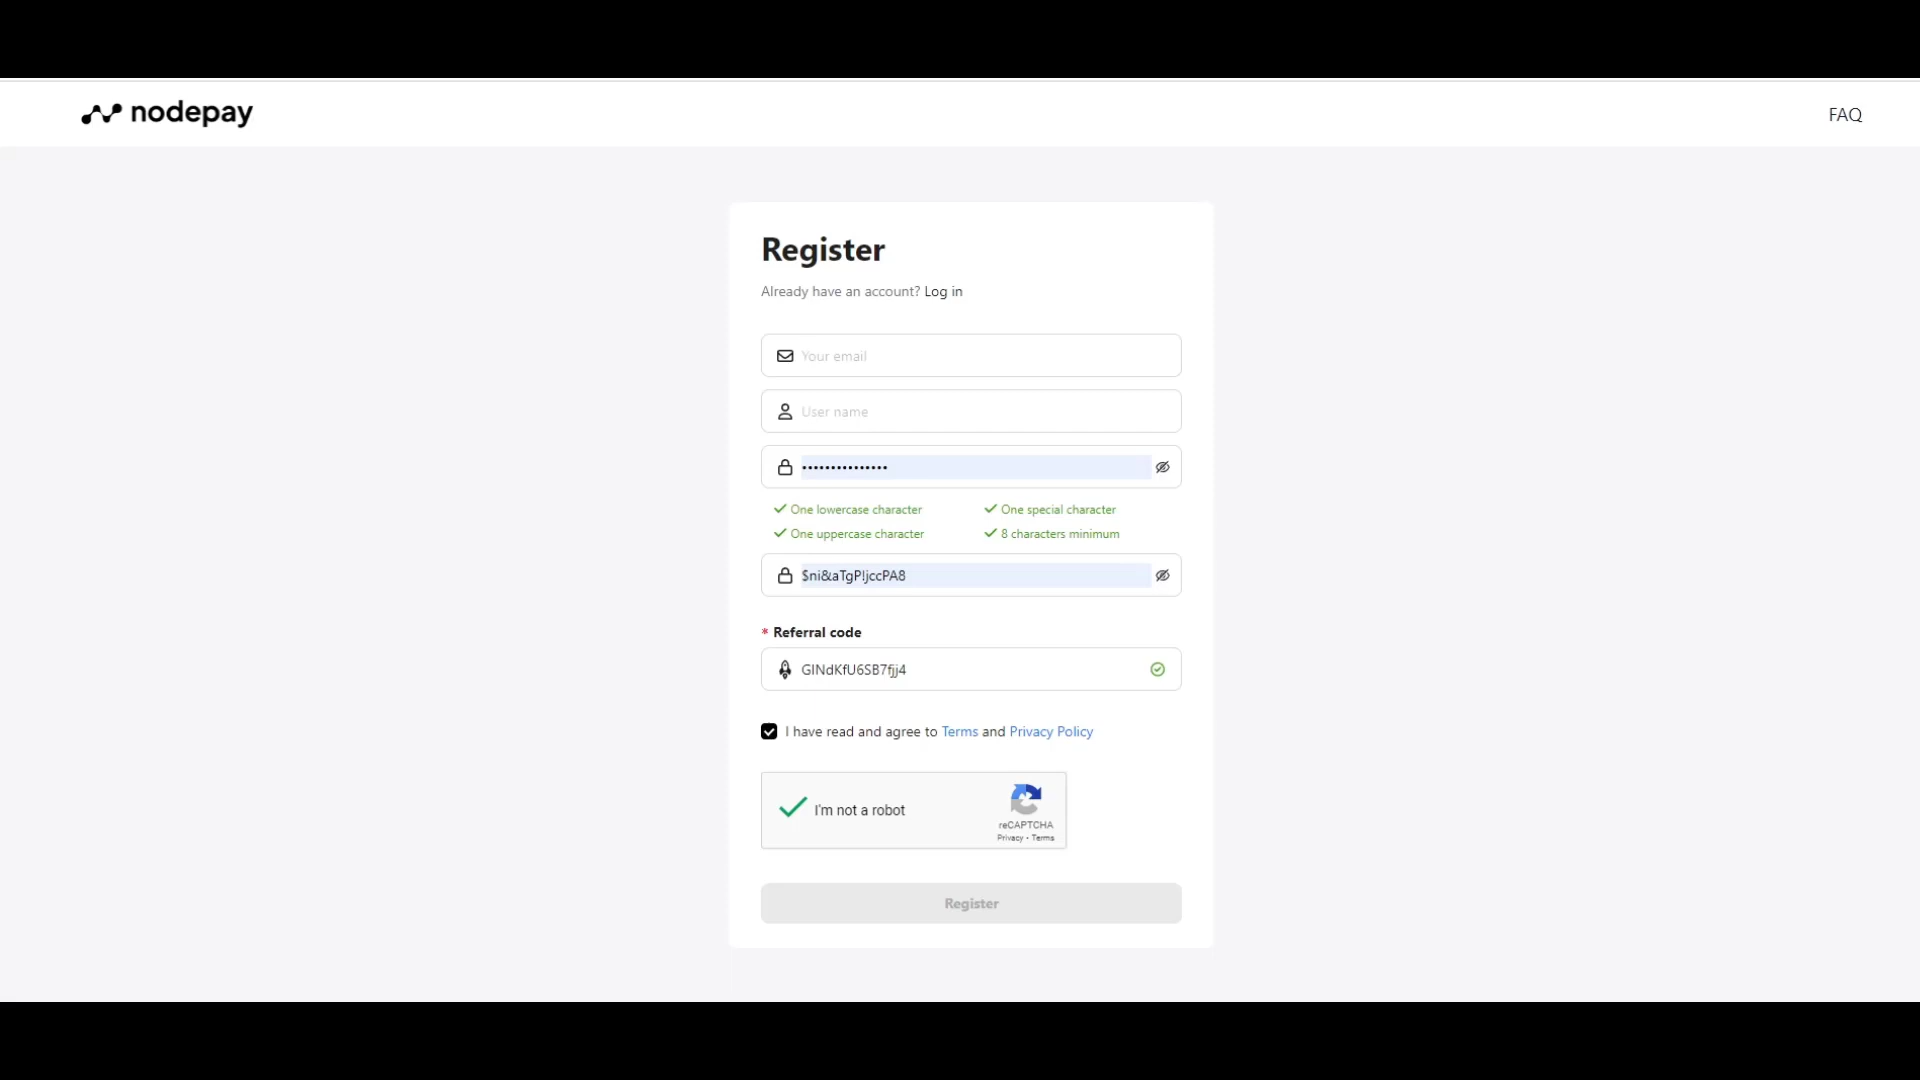 nodepay
FAQ
Register
Already have an account? Log in
Your email
User name
•••••••••••••••
One lowercase character
One special character
One uppercase character
8 characters minimum
$ni&aTgP!jccPA8
* Referral code
GINdKfU6SB7fjj4
I have read and agree to Terms and Privacy Policy
I'm not a robot
reCAPTCHA
Privacy • Terms
Register